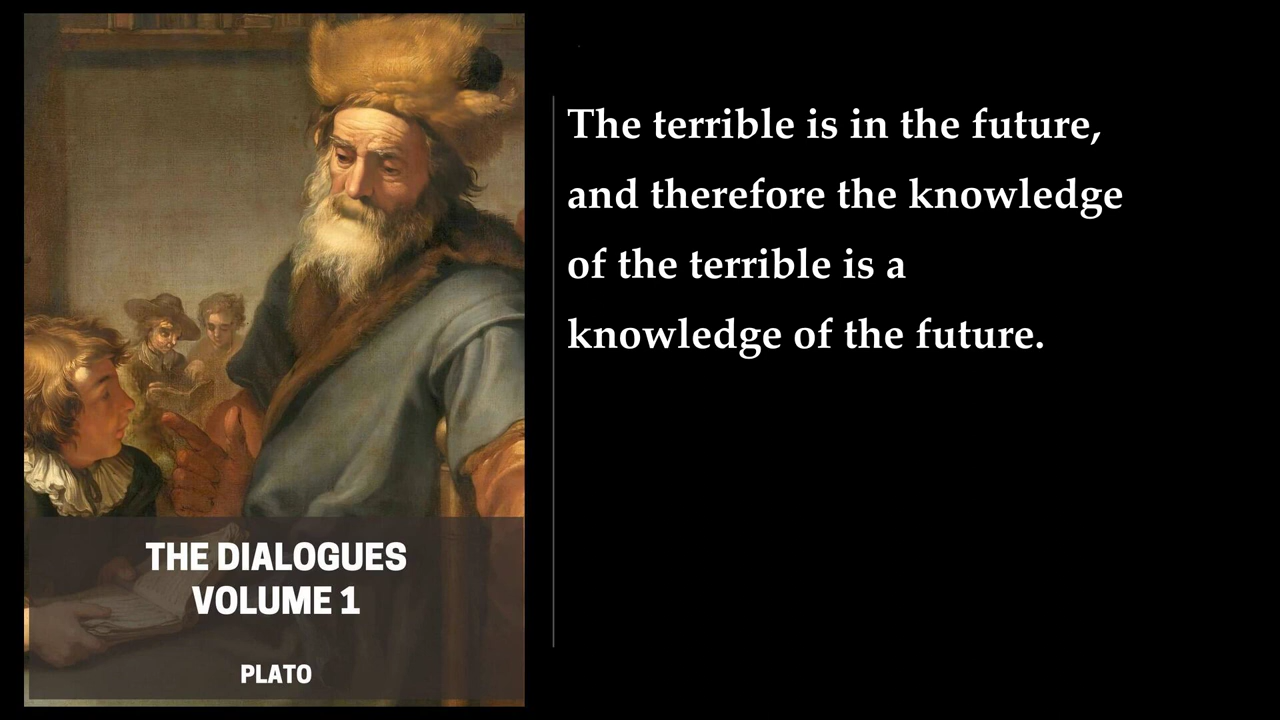 The terrible is in the future,
and therefore the knowledge
of the terrible is a
knowledge of the future.
THE DIALOGUES
VOLUME 1
PLATO